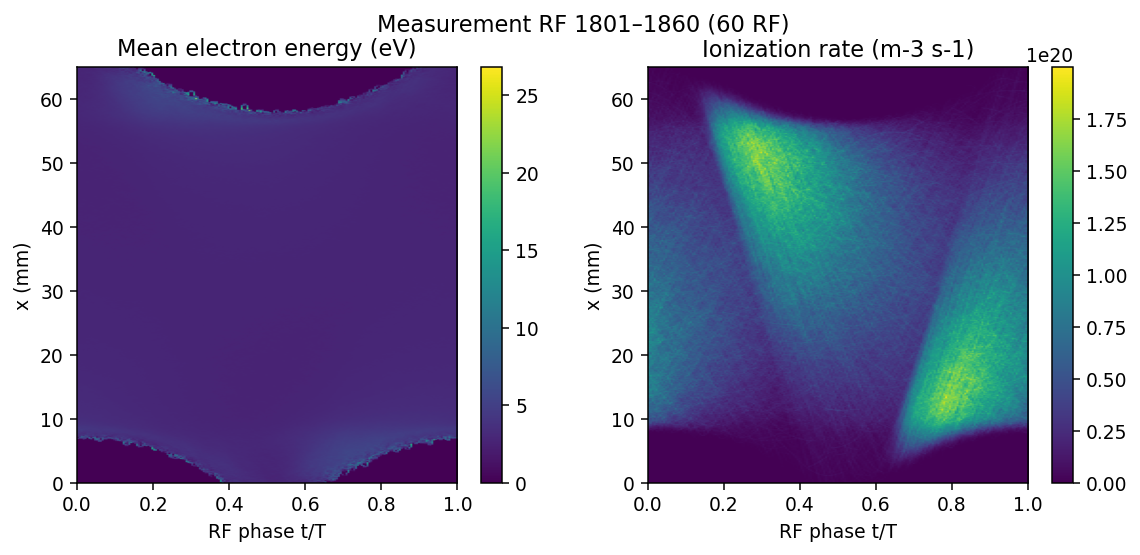 Measurement RF 1801–1860 (60 RF)
Mean electron energy (eV)
Ionization rate (m-3 s-1)
1e20
x (mm)
60
50
40
30
20
10
0
0.0 0.2 0.4 0.6 0.8 1.0
RF phase t/T
25
20
15
10
5
0
x (mm)
60
50
40
30
20
10
0
0.0 0.2 0.4 0.6 0.8 1.0
RF phase t/T
1.75
1.50
1.25
1.00
0.75
0.50
0.25
0.00